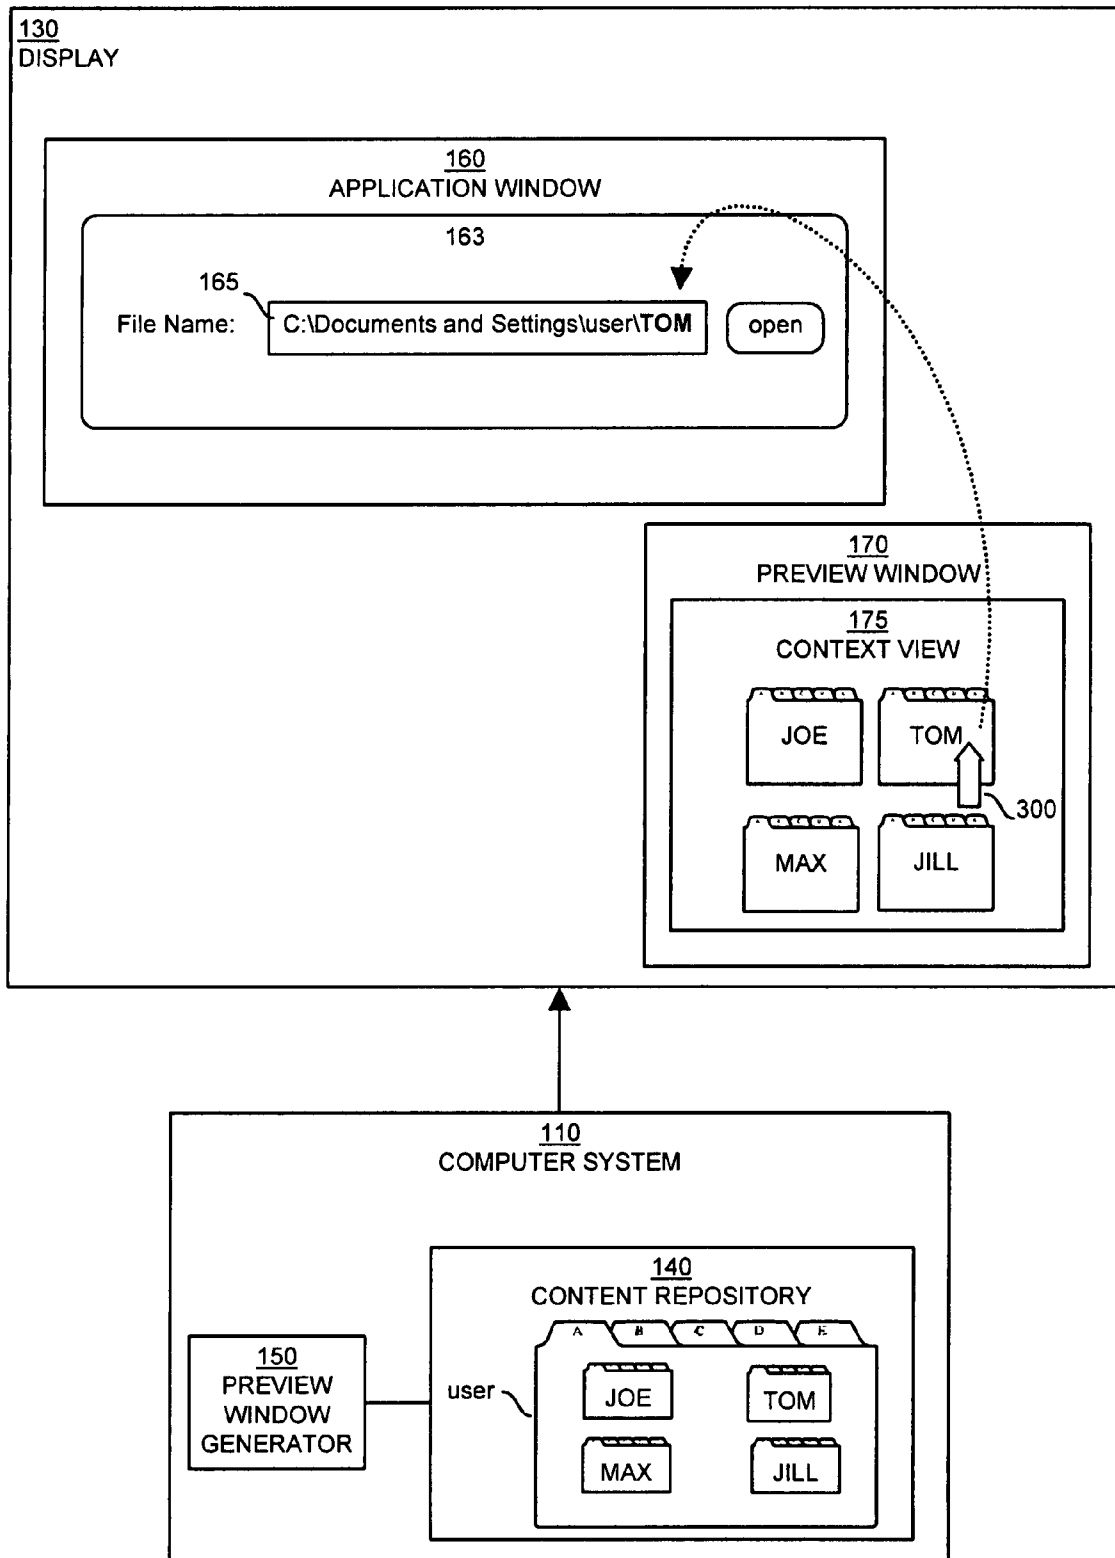 130
DISPLAY
160
APPLICATION WINDOW
163
165
File Name:
C:\Documents and Settings\user\TOM
open
170
PREVIEW WINDOW
175
CONTEXT VIEW
JOE
TOM
300
MAX
JILL
110
COMPUTER SYSTEM
140
CONTENT REPOSITORY
A B C D E
150
PREVIEW
WINDOW
GENERATOR
user
JOE
TOM
MAX
JILL